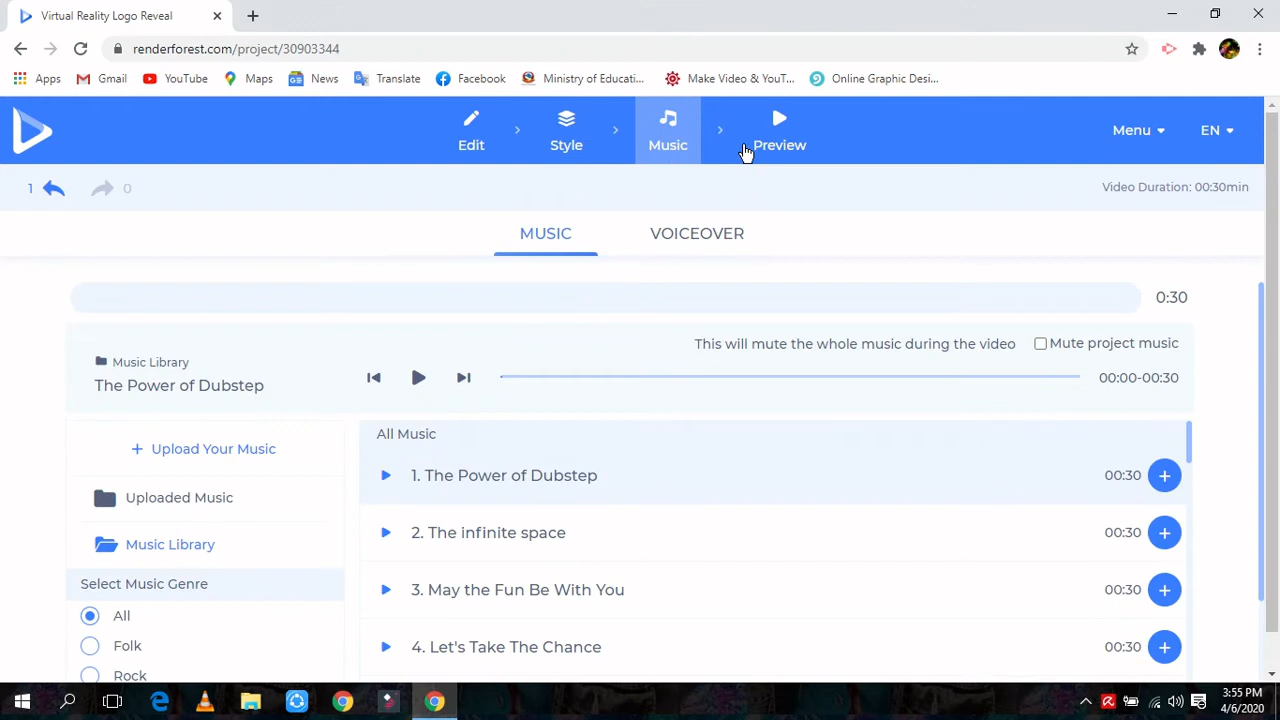 Virtual Reality Logo Reveal
renderforest.com/project/30903344
Apps Gmail YouTube Maps News Translate Facebook Ministry of Educati... Make Video & YouT... Online Graphic Desi...
Edit Style Music Preview Menu EN
1 0 Video Duration: 00:30min
MUSIC VOICEOVER
0:30
This will mute the whole music during the video Mute project music
Music Library
The Power of Dubstep 00:00-00:30
All Music
+ Upload Your Music
1. The Power of Dubstep 00:30 +
Uploaded Music
2. The infinite space 00:30 +
Music Library
Select Music Genre
3. May the Fun Be With You 00:30 +
All
Folk
4. Let's Take The Chance 00:30 +
Rock
3:55 PM
4/6/2020